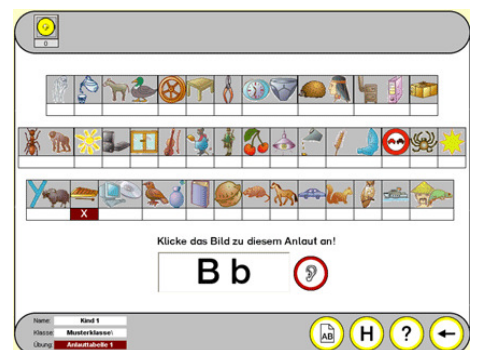 0
X
Klicke das Bild zu diesem Anlaut an!
B b
Name: Kind 1
Klasse: Musterklasse\
Übung: Anlauttabelle 1
AB
H
?